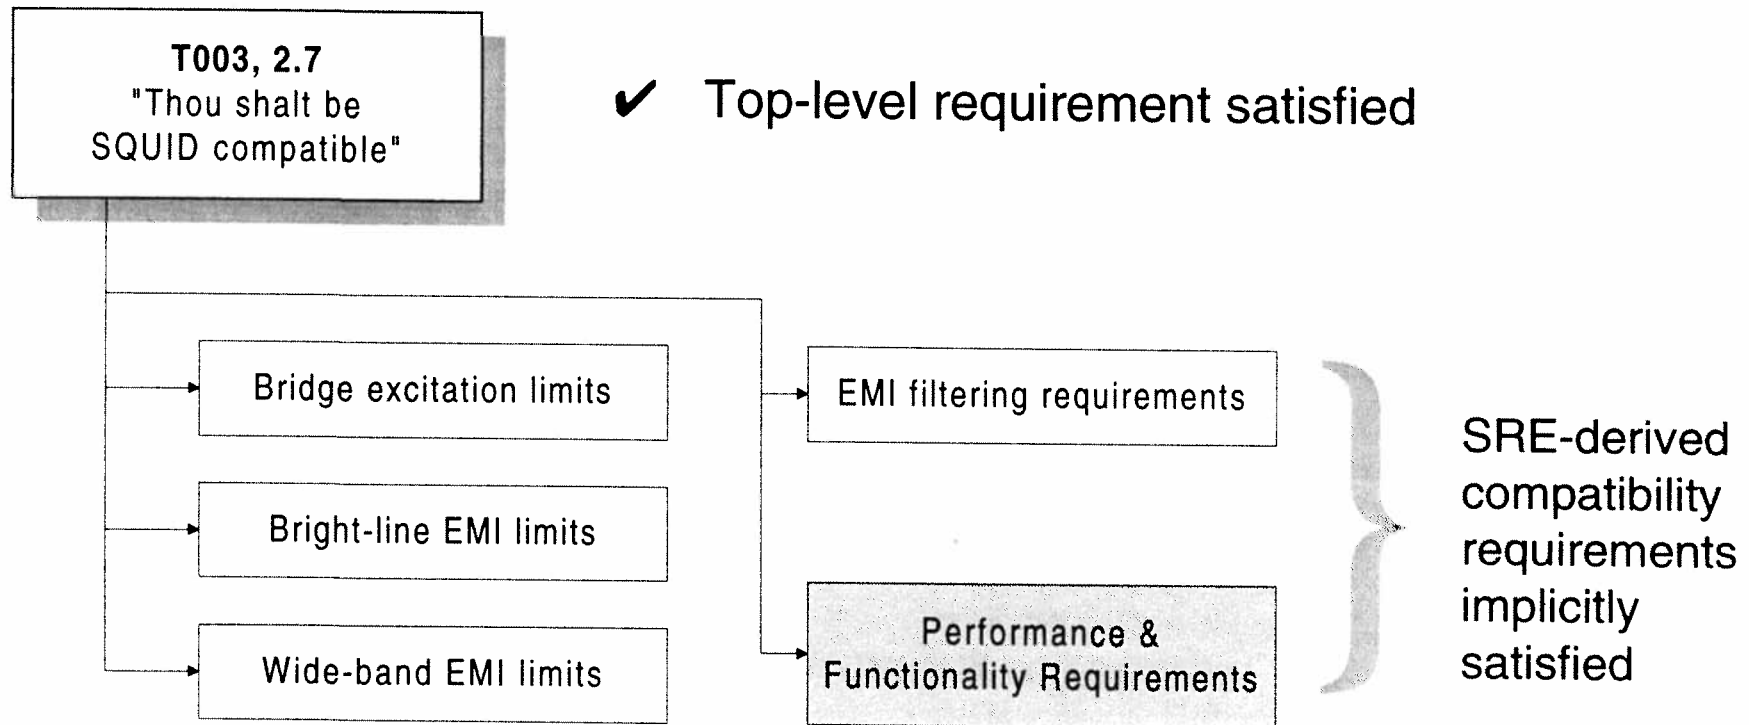 T003, 2.7
"Thou shalt be
SQUID compatible"
✔ Top-level requirement satisfied
Bridge excitation limits
EMI filtering requirements
Bright-line EMI limits
Wide-band EMI limits
Performance &
Functionality Requirements
SRE-derived
compatibility
requirements
implicitly
satisfied